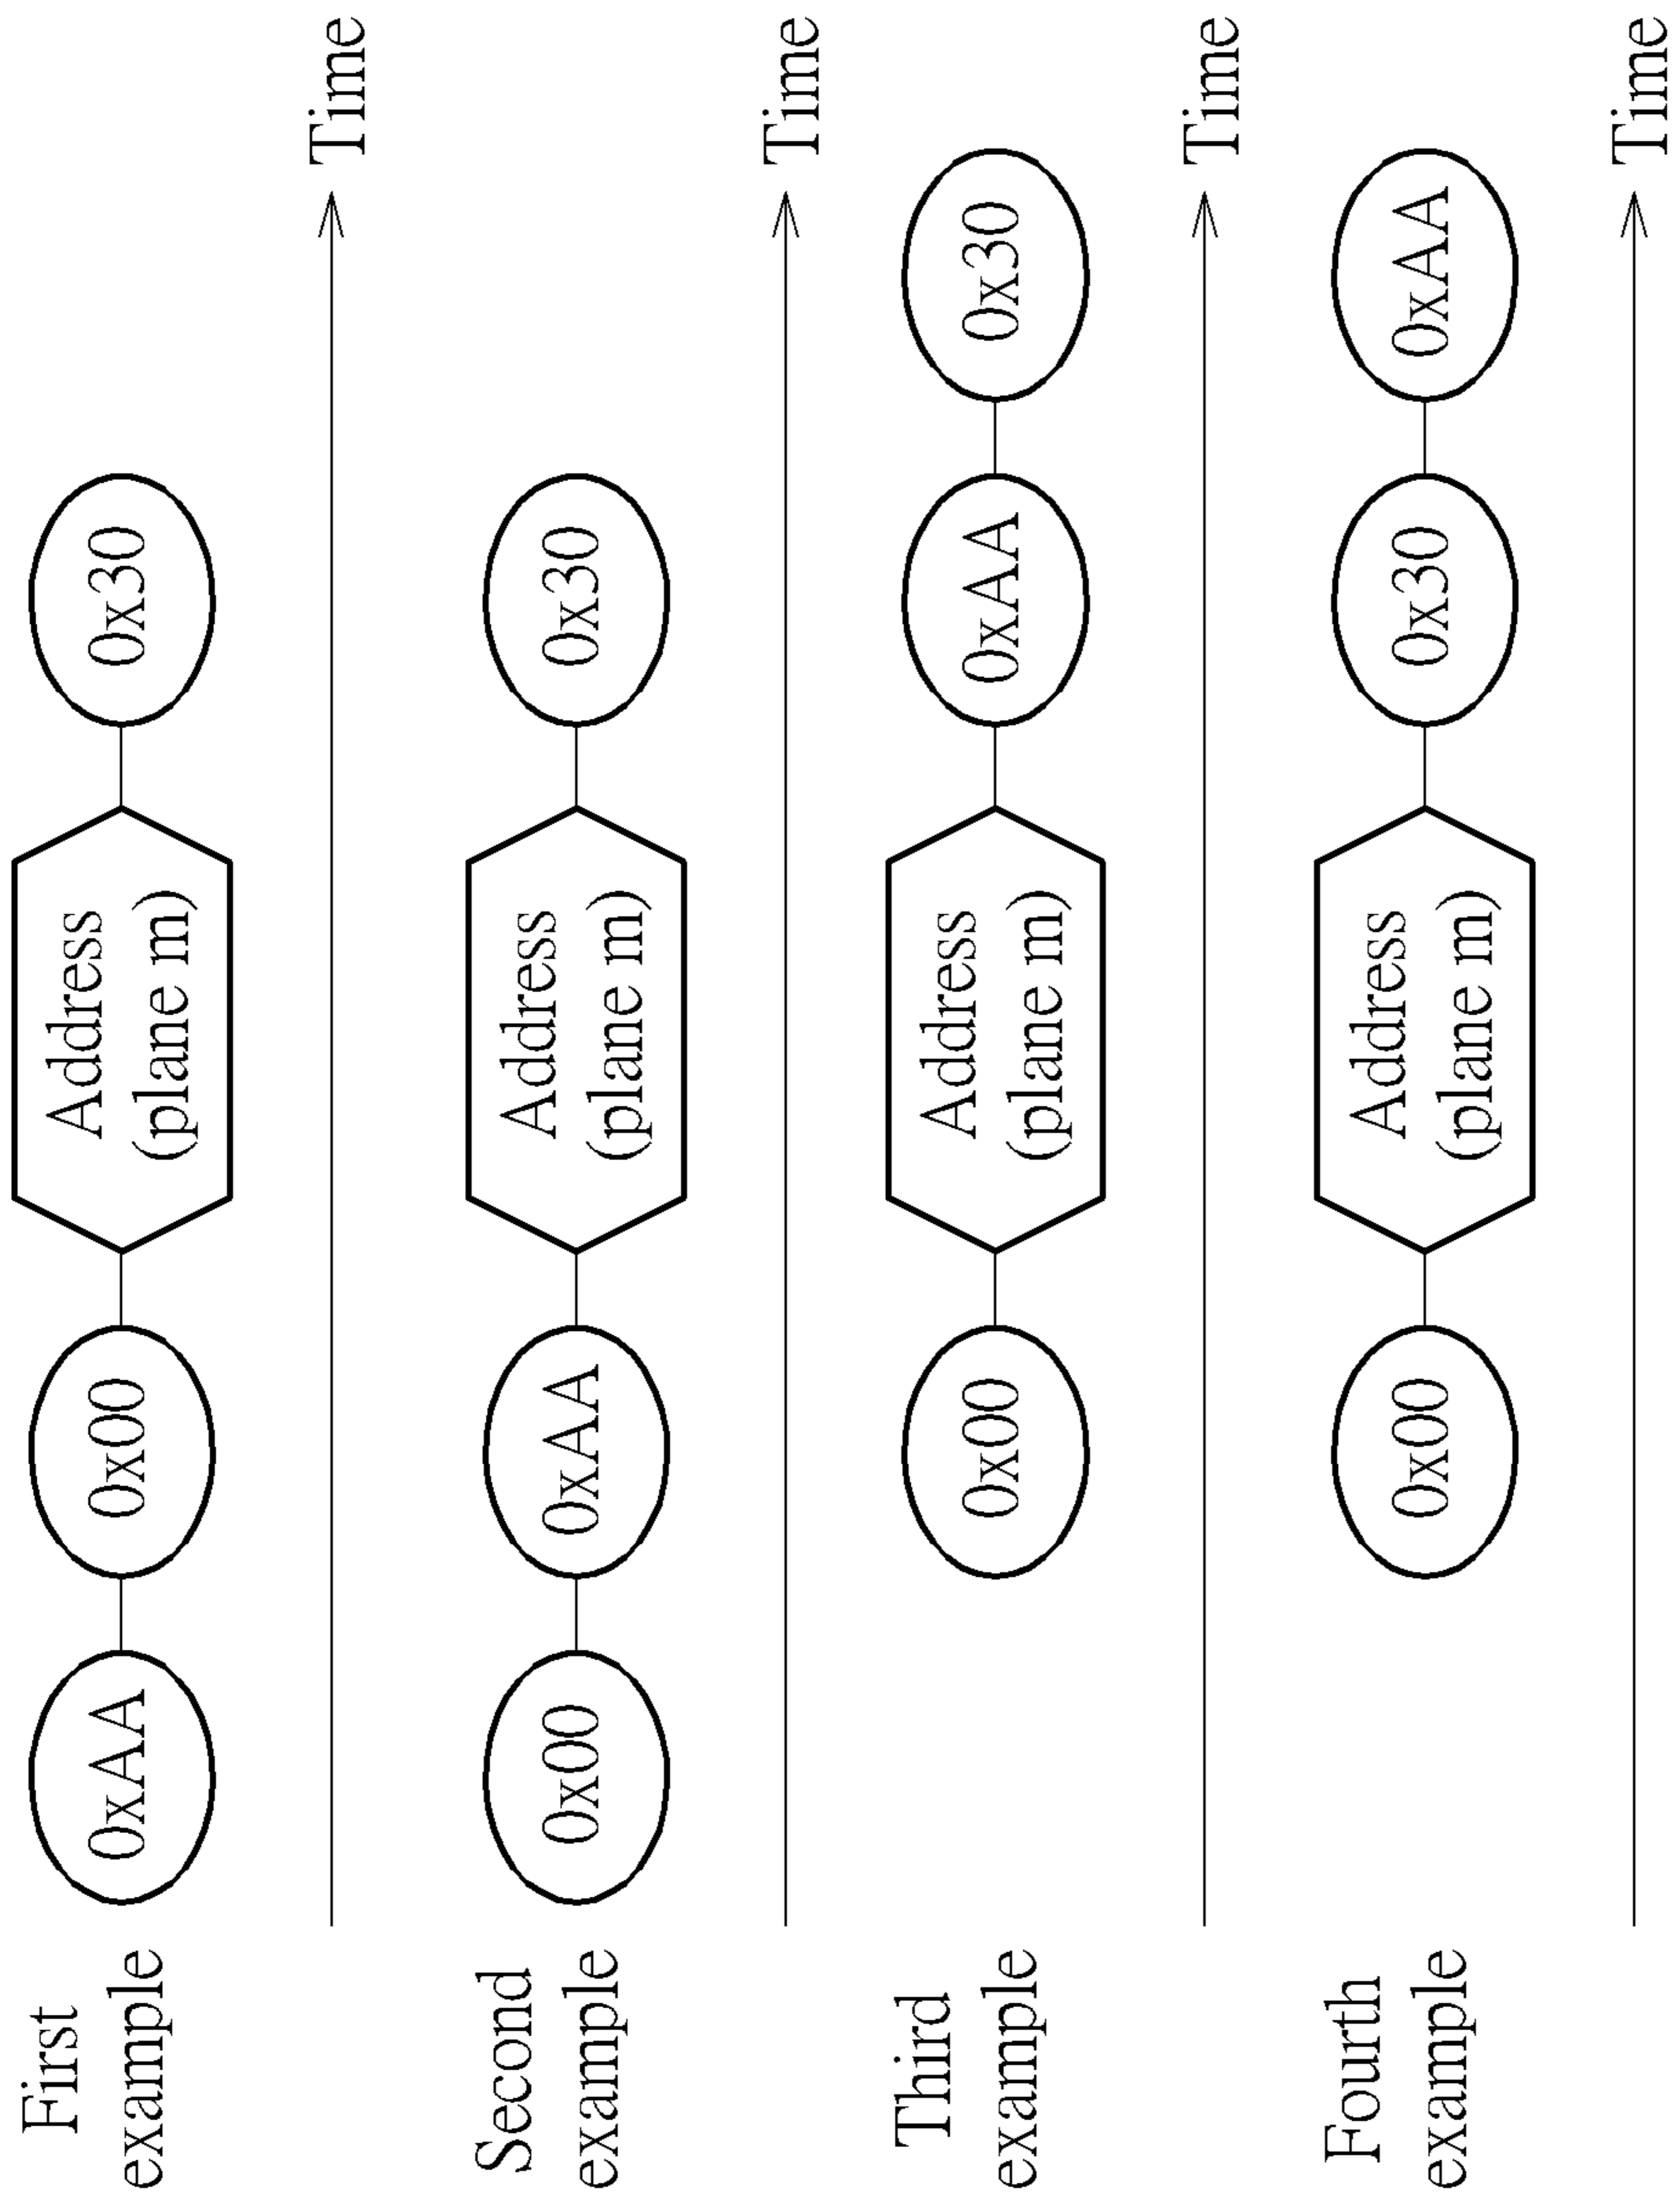 First
example
0xAA
0x00
Address
(plane m)
0x30
Time
Second
example
0x00
0xAA
Address
(plane m)
0x30
Time
Third
example
0x00
Address
(plane m)
0xAA
0x30
Time
Fourth
example
0x00
Address
(plane m)
0x30
0xAA
Time